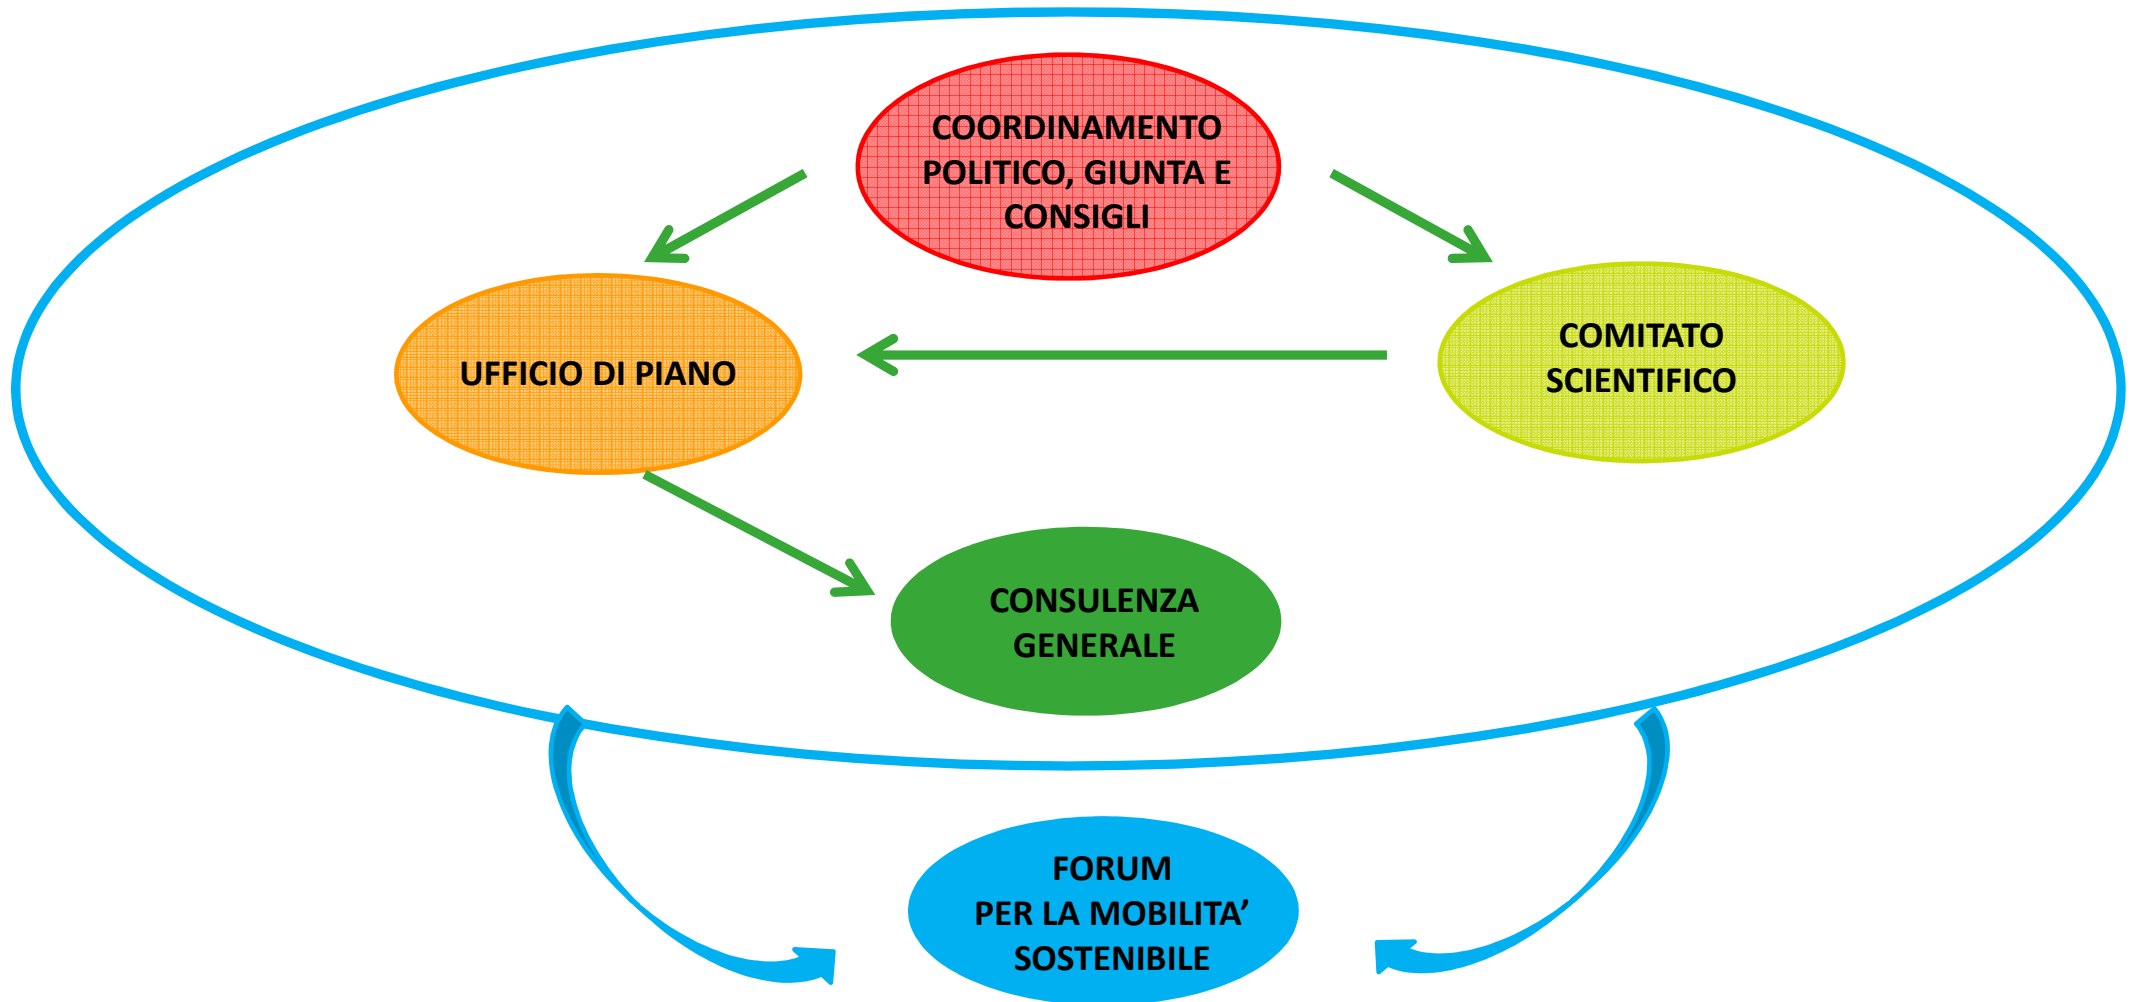 COORDINAMENTO
POLITICO, GIUNTA E
CONSIGLI
UFFICIO DI PIANO
COMITATO
SCIENTIFICO
CONSULENZA
GENERALE
FORUM
PER LA MOBILITA’
SOSTENIBILE